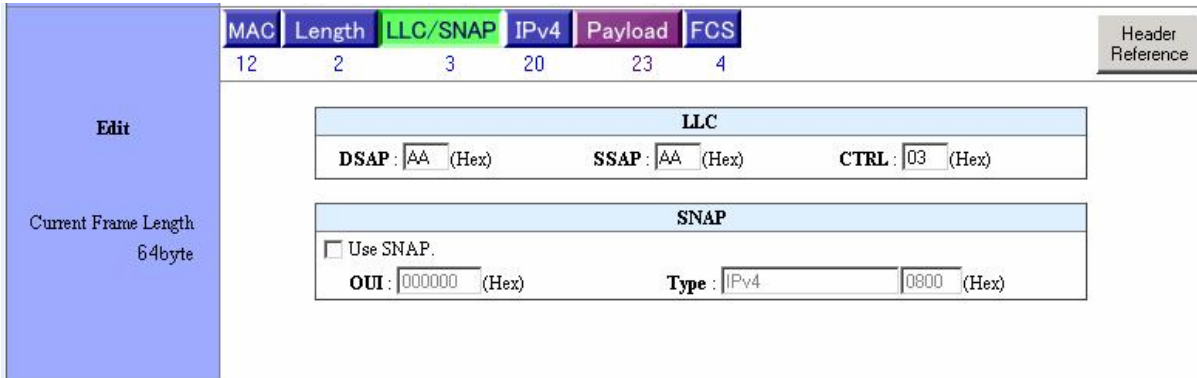 MAC Length LLC/SNAP IPv4 Payload FCS
12 2 3 20 23 4
Header
Reference
Edit
Current Frame Length
64byte
LLC
DSAP : AA (Hex) SSAP : AA (Hex) CTRL : 03 (Hex)
SNAP
Use SNAP.
OUI : 000000 (Hex) Type : IPv4 0800 (Hex)